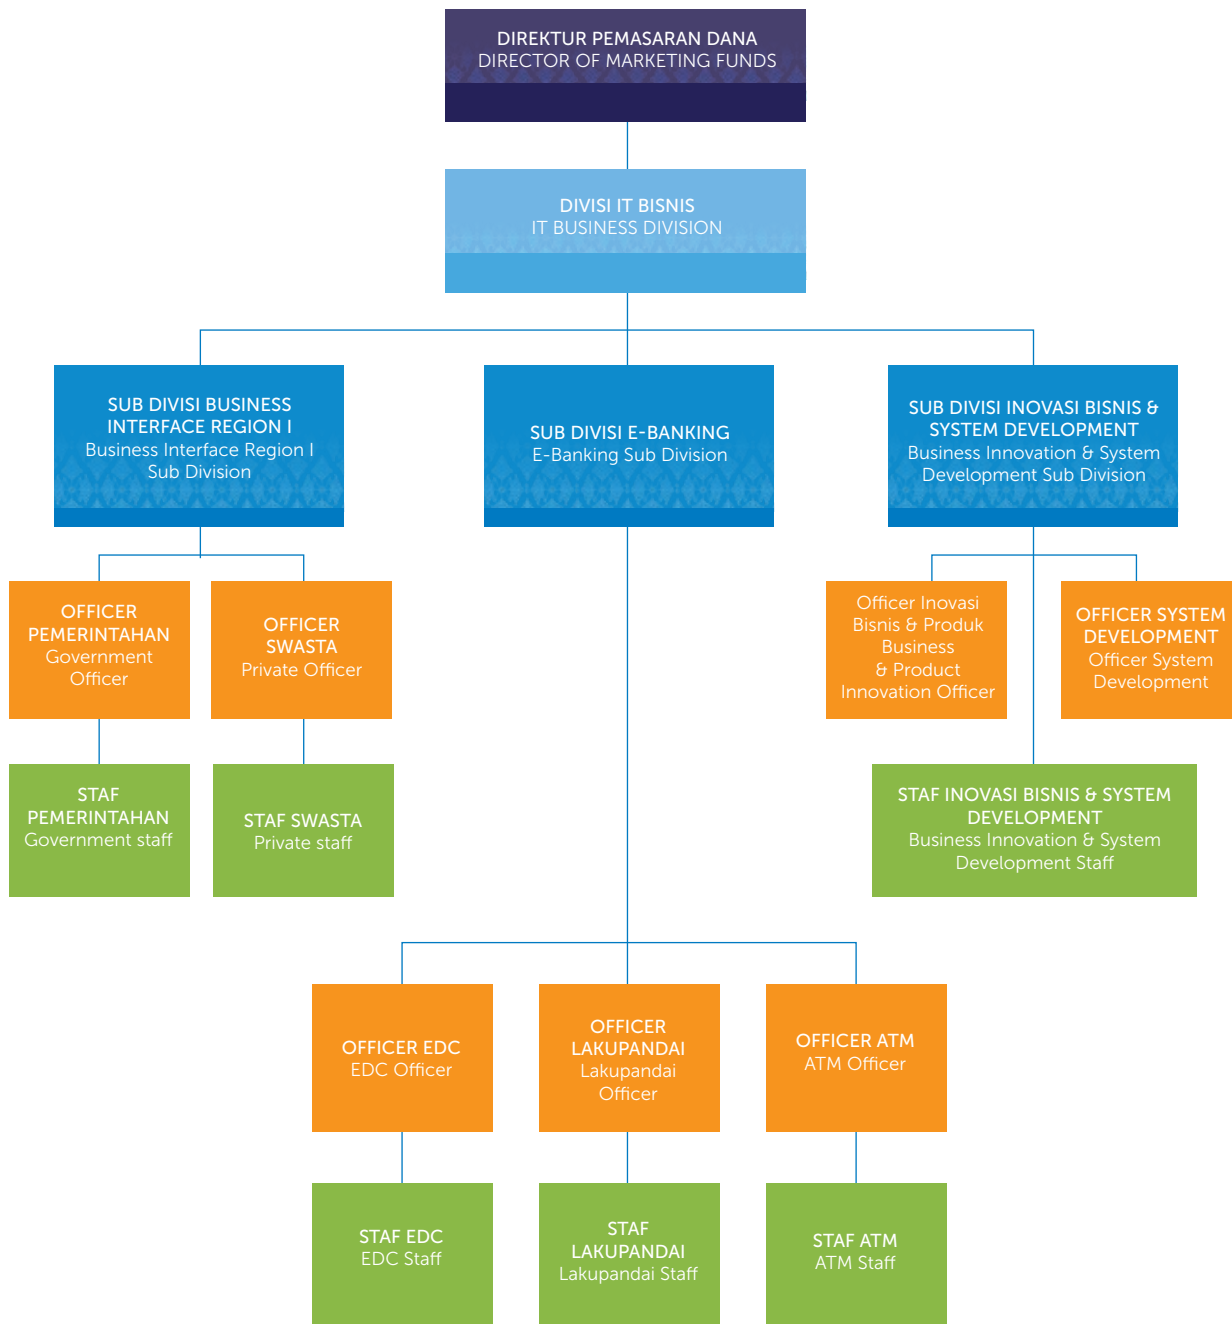 DIREKTUR PEMASARAN DANA
DIRECTOR OF MARKETING FUNDS
DIVISI IT BISNIS
IT BUSINESS DIVISION
SUB DIVISI BUSINESS
INTERFACE REGION I
Business Interface Region I
Sub Division
SUB DIVISI E-BANKING
E-Banking Sub Division
SUB DIVISI INOVASI BISNIS &
SYSTEM DEVELOPMENT
Business Innovation & System
Development Sub Division
OFFICER
PEMERINTAHAN
Government
Officer
OFFICER
SWASTA
Private Officer
Officer Inovasi
Bisnis & Produk
Business
& Product
Innovation Officer
OFFICER SYSTEM
DEVELOPMENT
Officer System
Development
STAF
PEMERINTAHAN
Government staff
STAF SWASTA
Private staff
STAF INOVASI BISNIS & SYSTEM
DEVELOPMENT
Business Innovation & System
Development Staff
OFFICER EDC
EDC Officer
OFFICER
LAKUPANDAI
Lakupandai
Officer
OFFICER ATM
ATM Officer
STAF EDC
EDC Staff
STAF
LAKUPANDAI
Lakupandai Staff
STAF ATM
ATM Staff